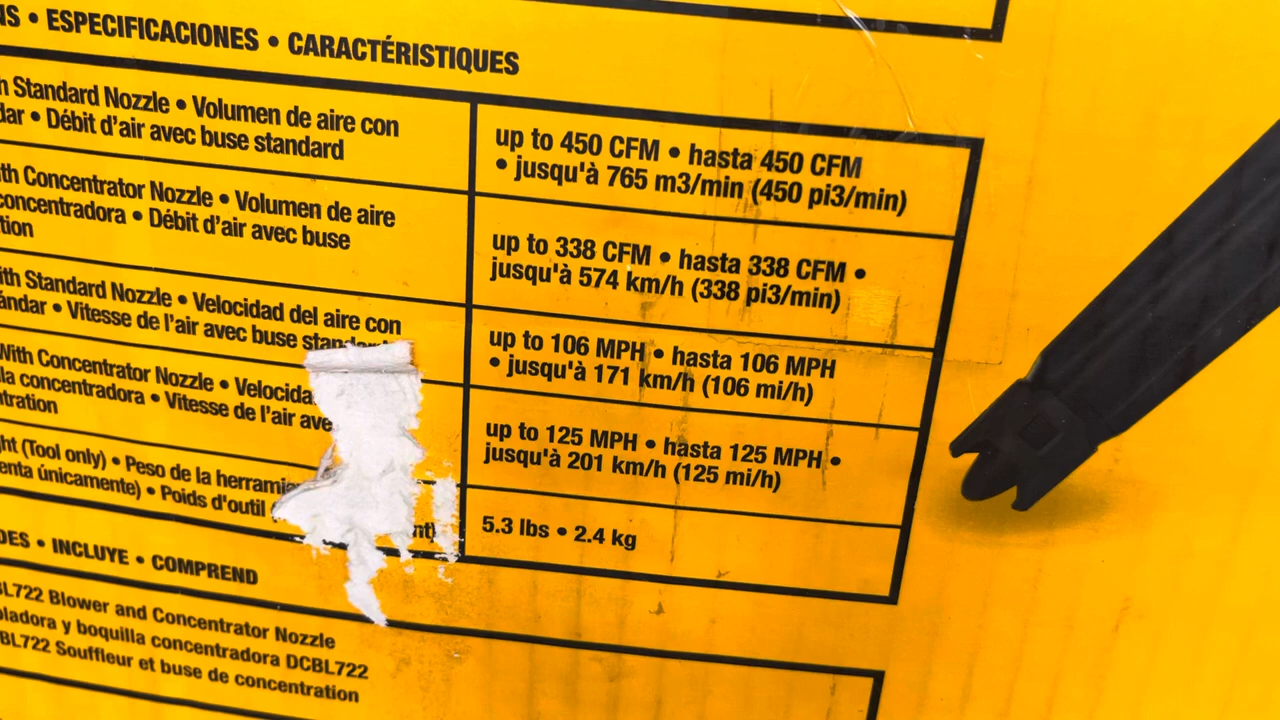 NS • ESPECIFICACIONES • CARACTÉRISTIQUES
h Standard Nozzle • Volumen de aire con
dar • Débit d'air avec buse standard
up to 450 CFM • hasta 450 CFM
• jusqu'à 765 m3/min (450 pi3/min)
ith Concentrator Nozzle • Volumen de aire
concentradora • Débit d'air avec buse
tion
up to 338 CFM • hasta 338 CFM •
jusqu'à 574 km/h (338 pi3/min)
ith Standard Nozzle • Velocidad del aire con
ándar • Vitesse de l'air avec buse standar
up to 106 MPH • hasta 106 MPH
• jusqu'à 171 km/h (106 mi/h)
With Concentrator Nozzle • Velocida
la concentradora • Vitesse de l'air ave
ntration
up to 125 MPH • hasta 125 MPH •
jusqu'à 201 km/h (125 mi/h)
ght (Tool only) • Peso de la herramie
enta únicamente) • Poids d'outil
nt)
5.3 lbs • 2.4 kg
DES • INCLUYE • COMPREND
BL722 Blower and Concentrator Nozzle
pladora y boquilla concentradora DCBL722
BL722 Souffleur et buse de concentration